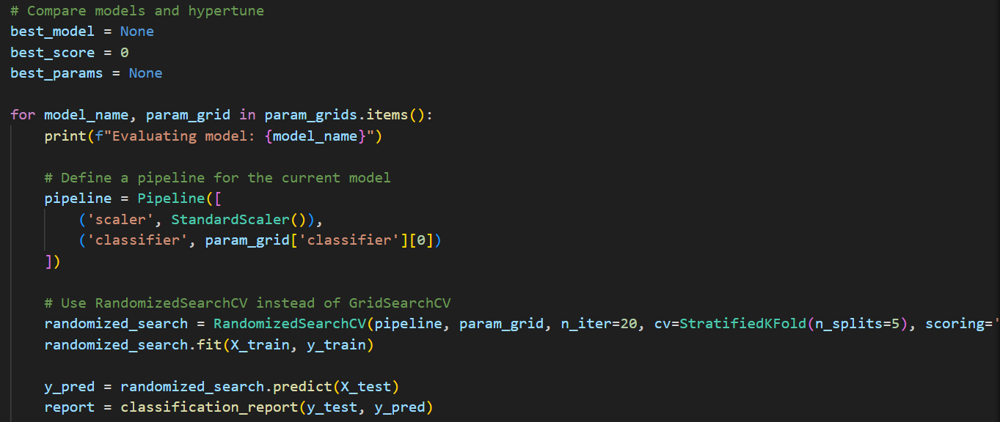 # Compare models and hypertune
best_model = None
best_score = 0
best_params = None
for model_name, param_grid in param_grids.items():
print(f"Evaluating model: {model_name}")
# Define a pipeline for the current model
pipeline = Pipeline([
('scaler', StandardScaler()),
('classifier', param_grid['classifier'][0])
])
# Use RandomizedSearchCV instead of GridSearchCV
randomized_search = RandomizedSearchCV(pipeline, param_grid, n_iter=20, cv=StratifiedKFold(n_splits=5), scoring='
randomized_search.fit(X_train, y_train)
y_pred = randomized_search.predict(X_test)
report = classification_report(y_test, y_pred)